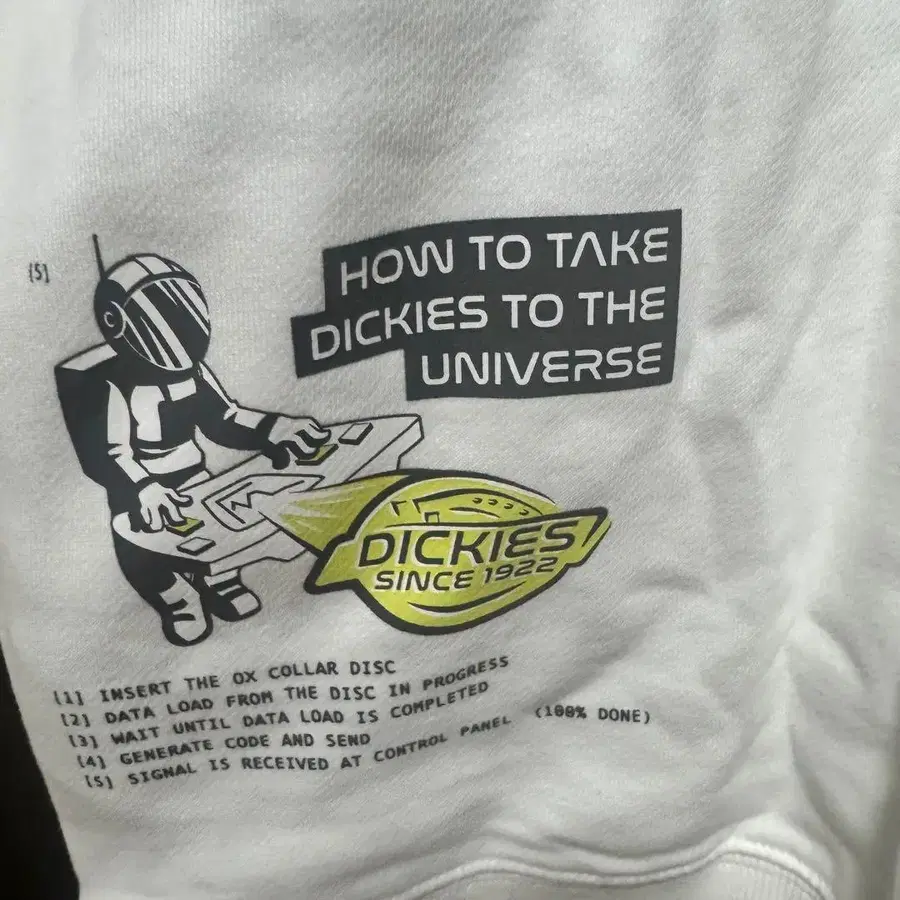 [5]
HOW TO TAKE
DICKIES TO THE
UNIVERSE
DICKIES
SINCE 1922
[1] INSERT THE OX COLLAR DISC
[2] DATA LOAD FROM THE DISC IN PROGRESS
[3] WAIT UNTIL DATA LOAD IS COMPLETED
[4] GENERATE CODE AND SEND
[5] SIGNAL IS RECEIVED AT CONTROL PANEL (100% DONE)